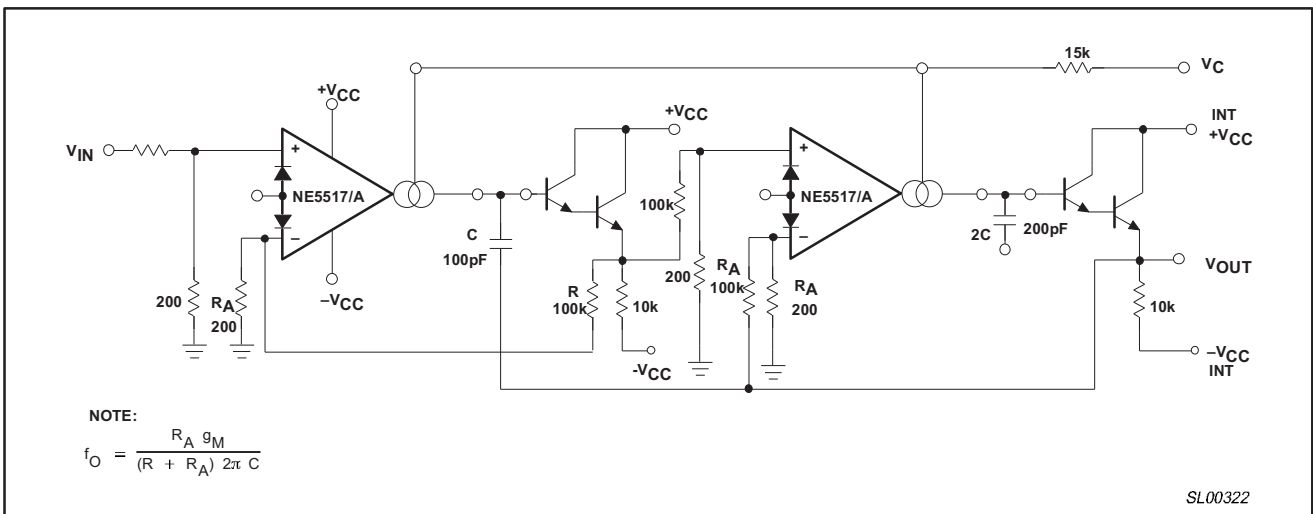 15k
VC
+VCC
+VCC
INT
+VCC
VIN
+
NE5517/A
−
100k
+
NE5517/A
−
C
100pF
2C
200pF
VOUT
−VCC
200
RA
200
R
100k
10k
-VCC
200
RA
100k
RA
200
10k
−VCC
INT
NOTE:
fO = RA gM / (R + RA) 2π C
SL00322